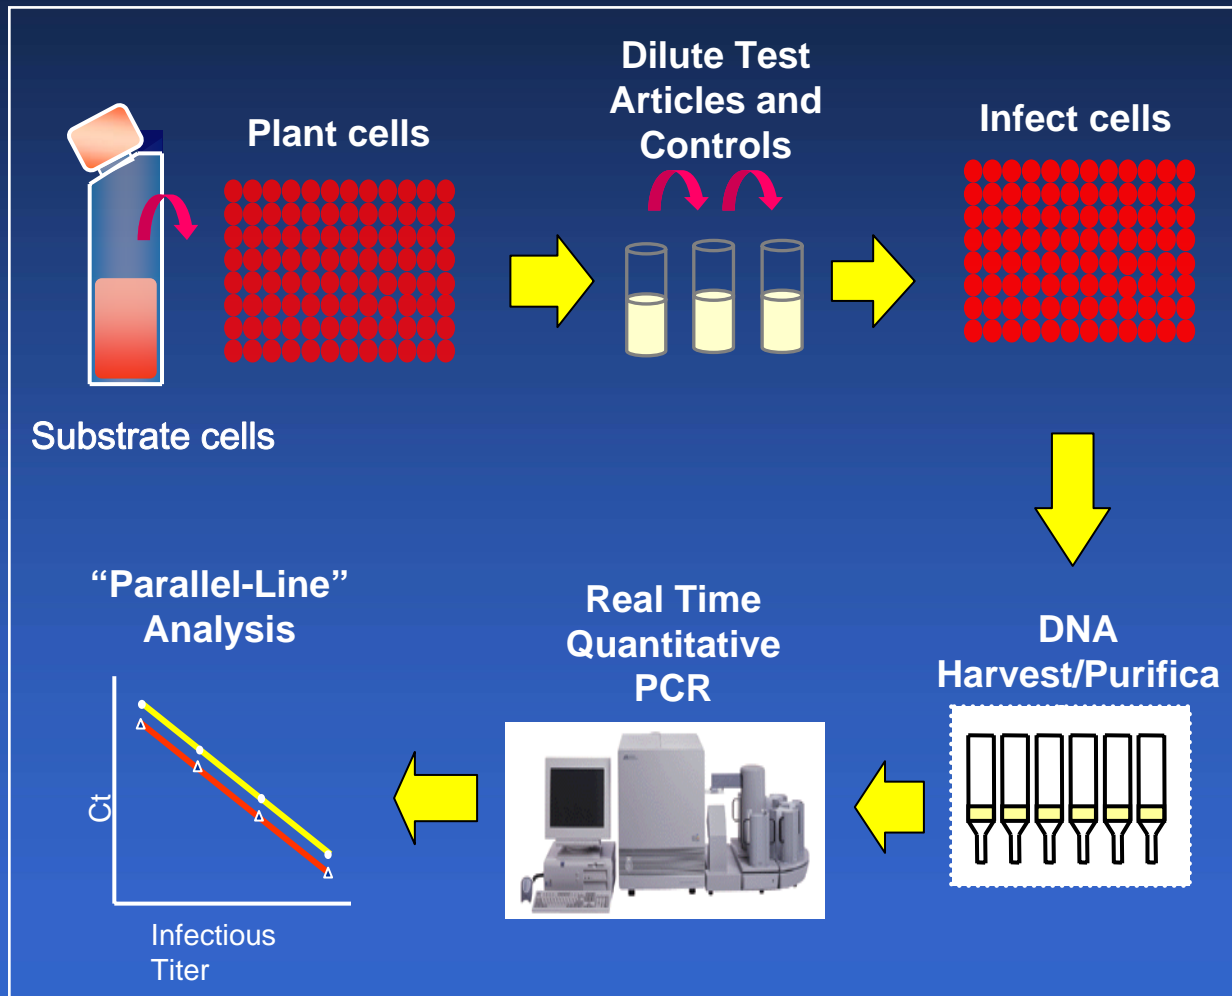 Plant cells
Dilute Test
Articles and
Controls
Infect cells
Substrate cells
DNA
Harvest/Purifica
Real Time
Quantitative
PCR
“Parallel-Line”
Analysis
Ct
Infectious
Titer